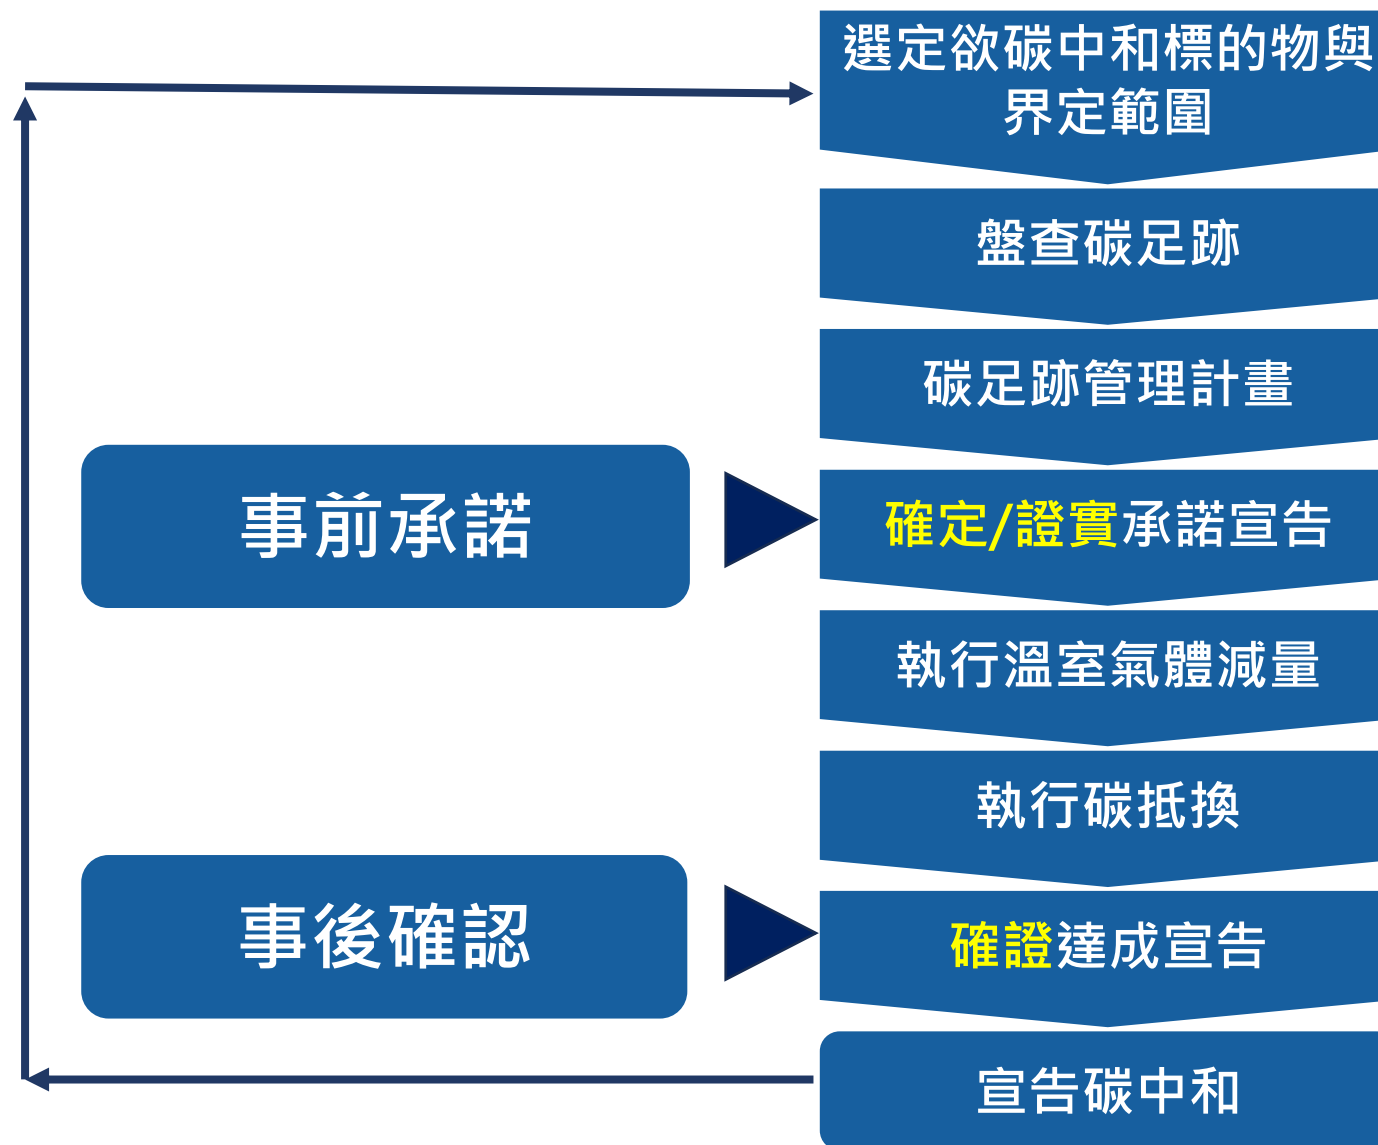 選定欲碳中和標的物與
界定範圍
盤查碳足跡
碳足跡管理計畫
事前承諾
確定/證實承諾宣告
執行溫室氣體減量
執行碳抵換
事後確認
確證達成宣告
宣告碳中和